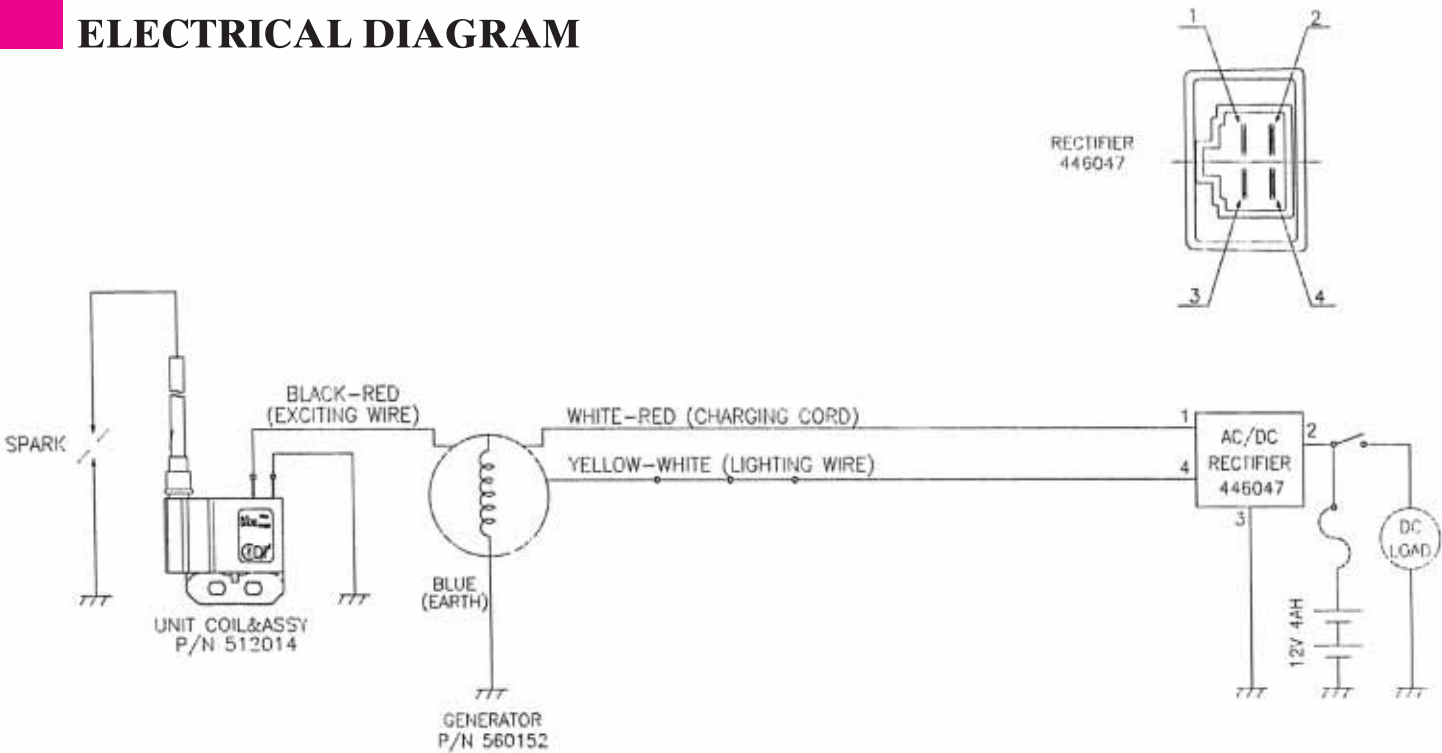 ELECTRICAL DIAGRAM
1
2
RECTIFIER
446047
3
4
BLACK-RED
(EXCITING WIRE)
WHITE-RED (CHARGING CORD)
1
2
SPARK
AC/DC
RECTIFIER
446047
YELLOW-WHITE (LIGHTING WIRE)
4
3
DC
LOAD
CDI
BLUE
(EARTH)
12V 4AH
UNIT COIL&ASSY
P/N 512014
GENERATOR
P/N 560152